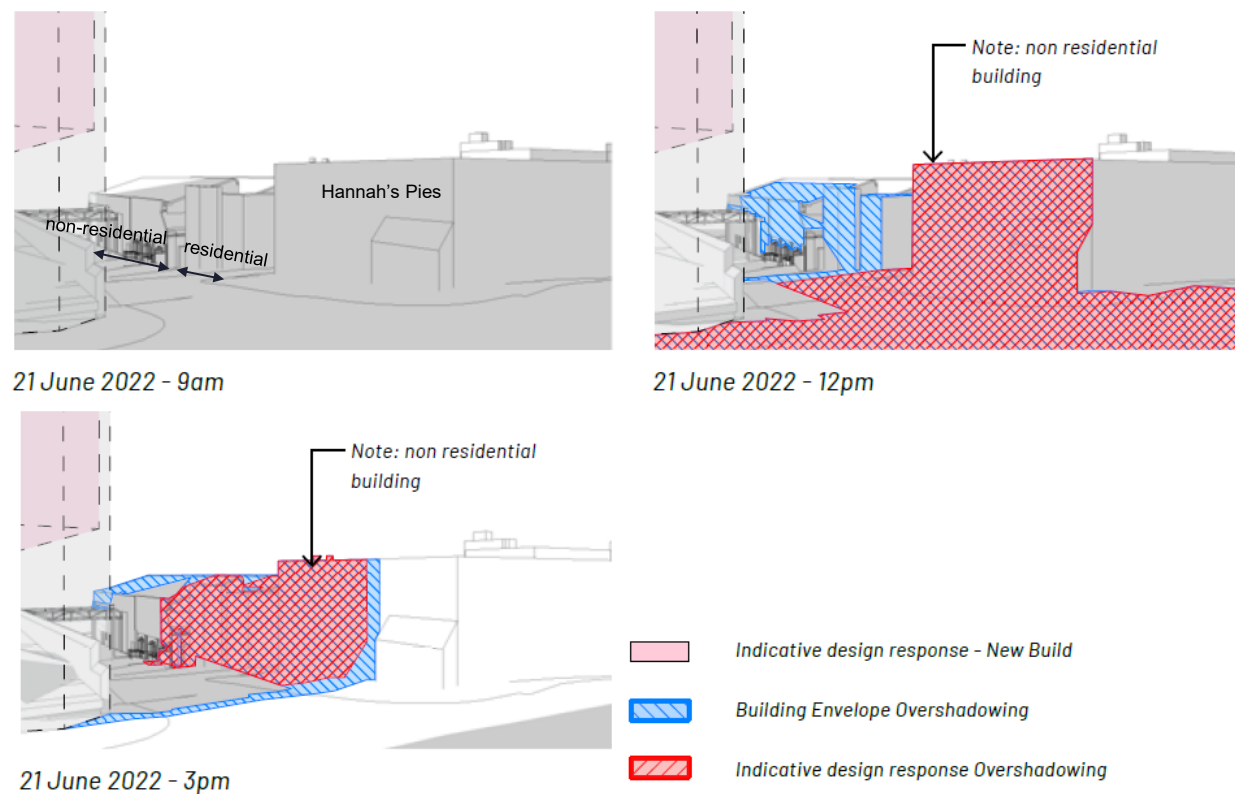 Note: non residential
building
Hannah's Pies
non-residential
residential
21 June 2022 - 9am
21 June 2022 - 12pm
Note: non residential
building
Indicative design response - New Build
Building Envelope Overshadowing
Indicative design response Overshadowing
21 June 2022 - 3pm